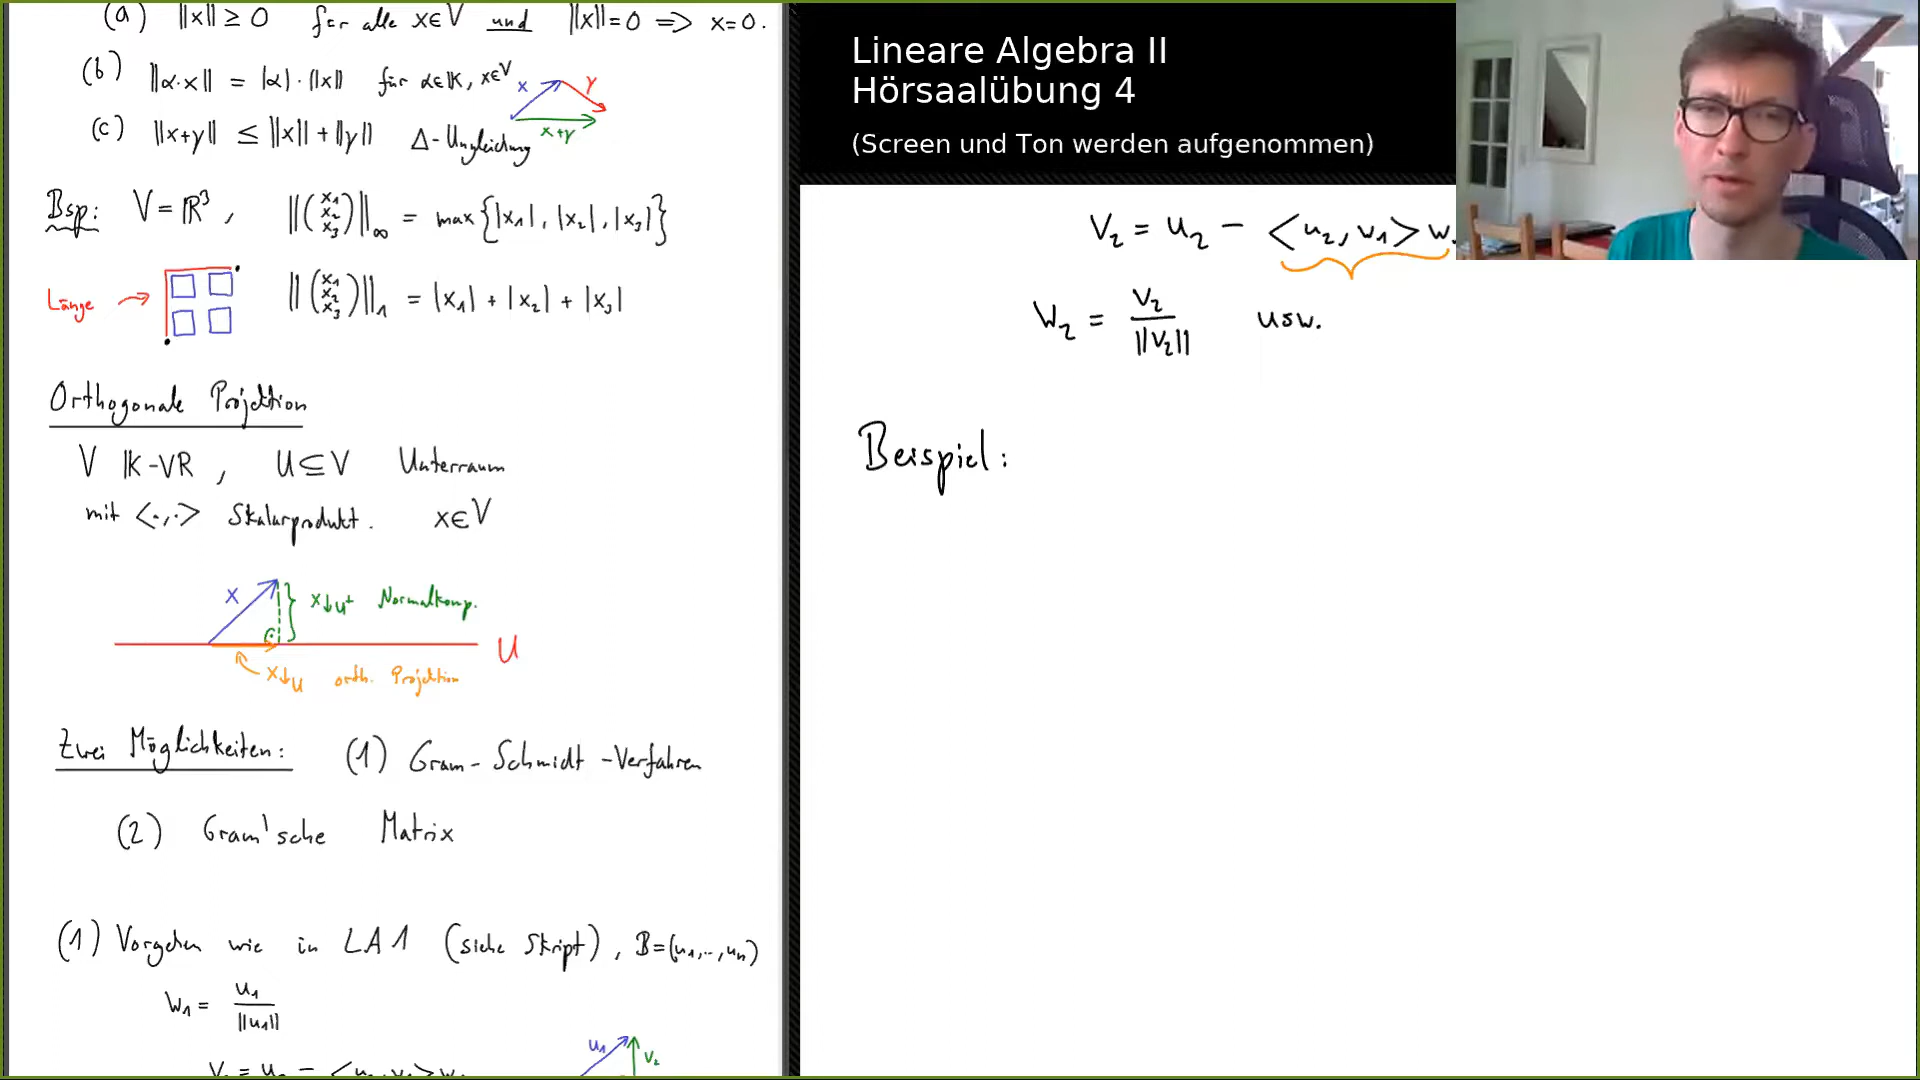 (a) ||x|| ≥ 0 für alle x∈V und ||x||=0 ⟹ x=0.
(b) ||α·x|| = |α|·||x|| für α∈𝕂, x∈V
x y
x+y
(c) ||x+y|| ≤ ||x||+||y|| Δ-Ungleichung
Bsp: V=ℝ³, ||(x₁ x₂ x₃)||∞ = max{|x₁|, |x₂|, |x₃|}
Länge → ||(x₁ x₂ x₃)||₁ = |x₁| + |x₂| + |x₃|
Orthogonale Projektion
V 𝕂-VR, U⊆V Unterraum
mit <·,·> Skalarprodukt. x∈V
x x↓U⊥ Normalkomp.
U
x↓U orth. Projektion
Zwei Möglichkeiten: (1) Gram-Schmidt-Verfahren
(2) Gram'sche Matrix
(1) Vorgehen wie in LA1 (siehe Skript), B=(u₁,..,uₙ)
w₁ = u₁ / ||u₁||
u₁ v₂
Lineare Algebra II
Hörsaalübung 4
(Screen und Ton werden aufgenommen)
v₂ = u₂ - <u₂,w₁>w
w₂ = v₂ / ||v₂|| usw.
Beispiel: